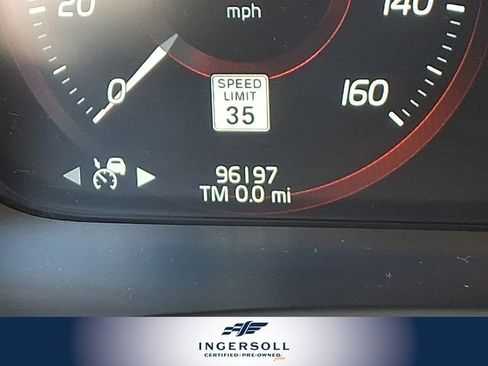 20
140
mph
SPEED
LIMIT
35
0
160
96197
TM 0.0 mi
INGERSOLL
CERTIFIED-PRE-OWNED